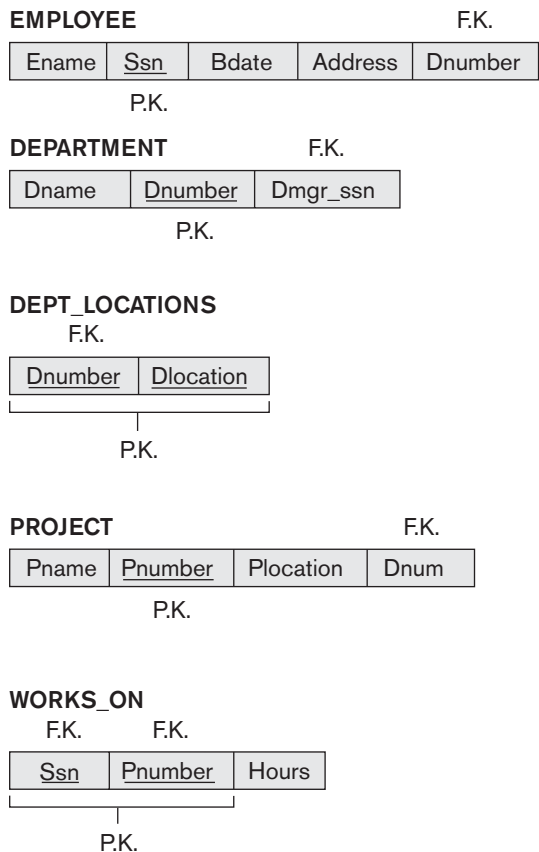 EMPLOYEE F.K.
Ename Ssn Bdate Address Dnumber
P.K.
DEPARTMENT F.K.
Dname Dnumber Dmgr_ssn
P.K.
DEPT_LOCATIONS
F.K.
Dnumber Dlocation
P.K.
PROJECT F.K.
Pname Pnumber Plocation Dnum
P.K.
WORKS_ON
F.K. F.K.
Ssn Pnumber Hours
P.K.